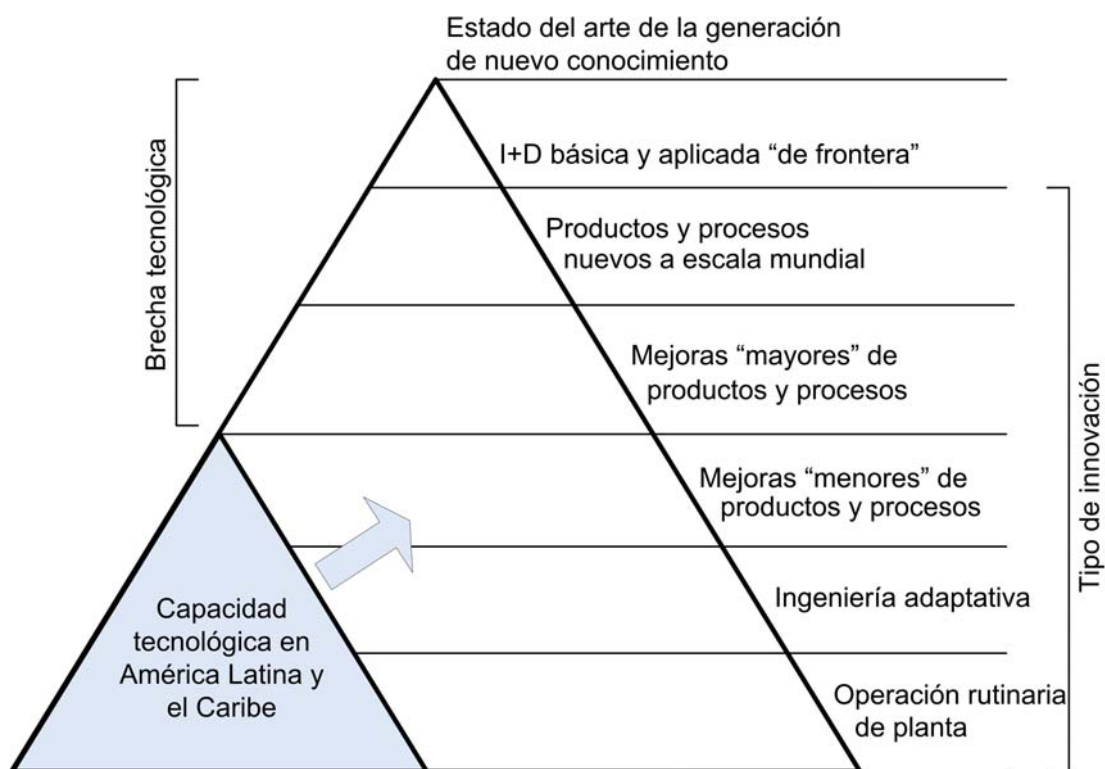 Estado del arte de la generación
de nuevo conocimiento
Brecha tecnológica
I+D básica y aplicada “de frontera”
Productos y procesos
nuevos a escala mundial
Mejoras “mayores” de
productos y procesos
Mejoras “menores” de
productos y procesos
Tipo de innovación
Ingeniería adaptativa
Capacidad
tecnológica en
América Latina y
el Caribe
Operación rutinaria
de planta